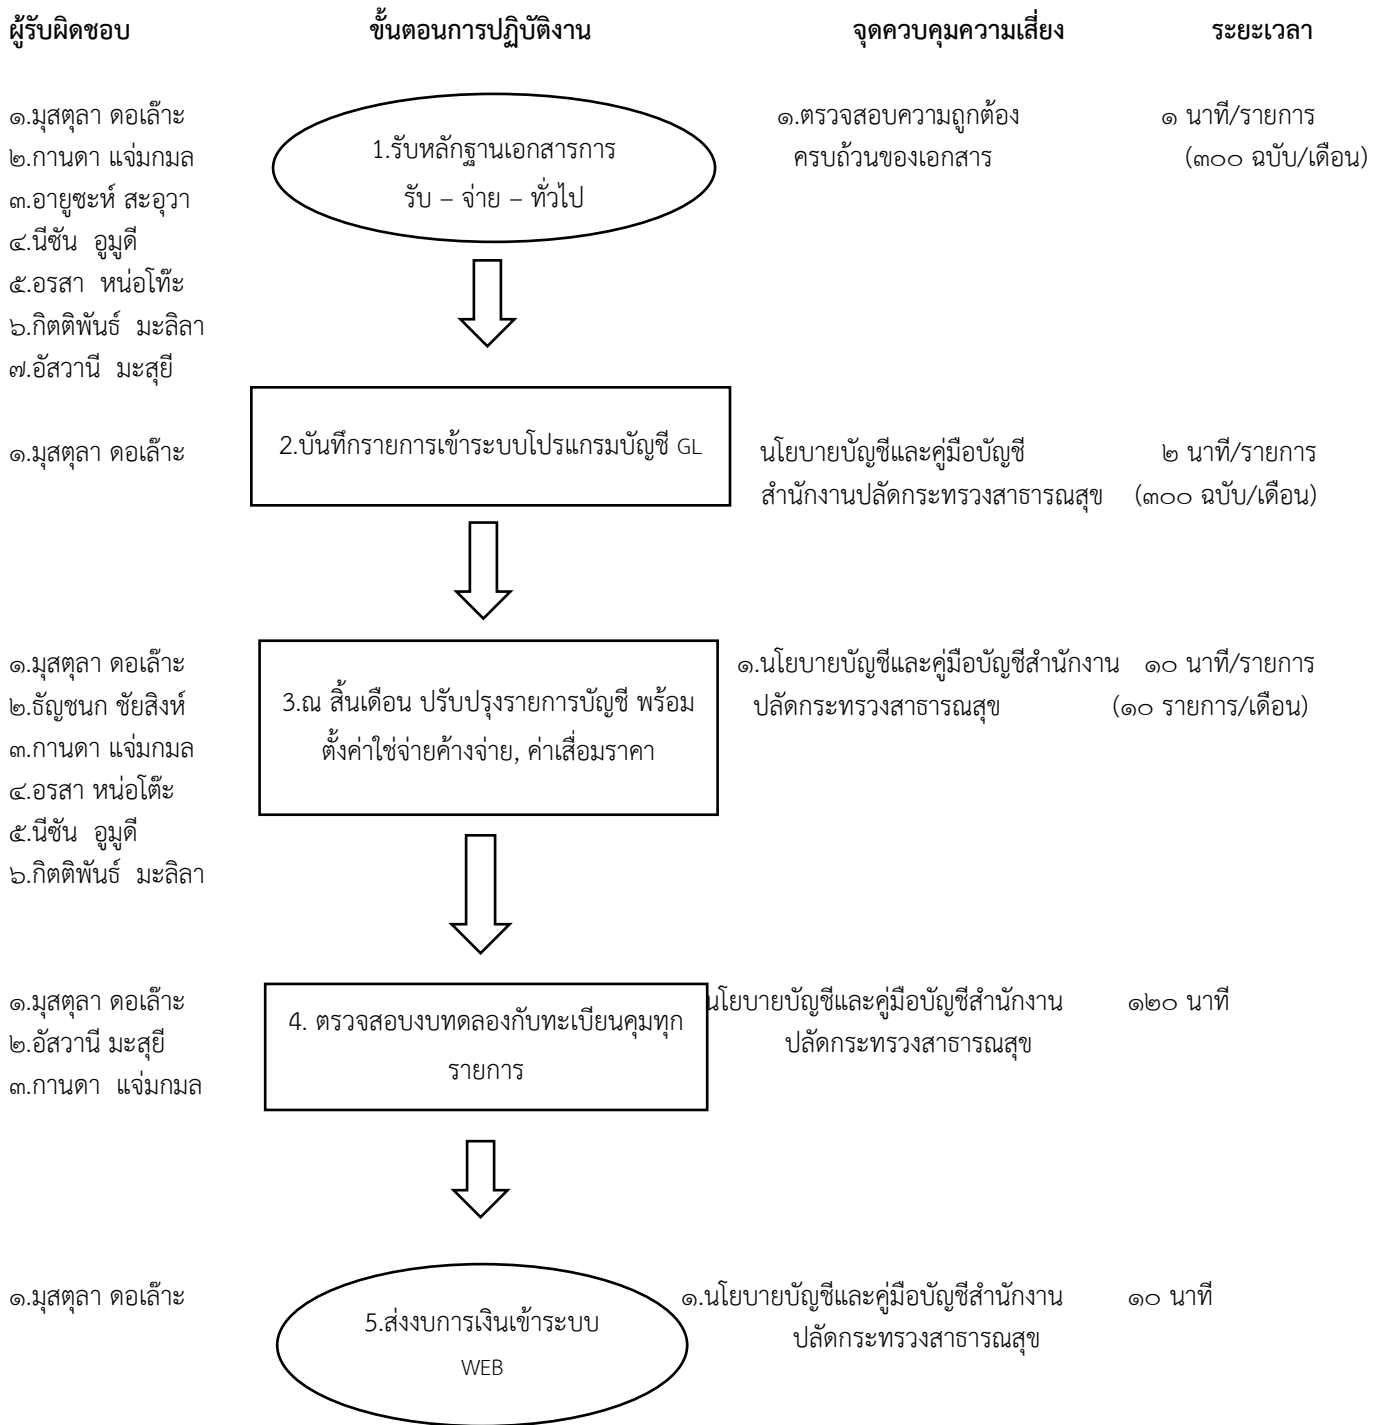 ผู้รับผิดชอบ ขั้นตอนการปฏิบัติงาน จุดควบคุมความเสี่ยง ระยะเวลา
๑.มุสตุลา ดอเล๊าะ
๒.กานดา แจ่มกมล
๓.อายูซะห์ สะอุวา
๔.นีซัน อูมูดี
๕.อรสา หน่อโท๊ะ
๖.กิตติพันธ์ มะลิลา
๗.อัสวานี มะสุยี
1.รับหลักฐานเอกสารการ
รับ – จ่าย – ทั่วไป
๑.ตรวจสอบความถูกต้อง
ครบถ้วนของเอกสาร
๑ นาที/รายการ
(๓๐๐ ฉบับ/เดือน)
๑.มุสตุลา ดอเล๊าะ
2.บันทึกรายการเข้าระบบโปรแกรมบัญชี GL
นโยบายบัญชีและคู่มือบัญชี
สำนักงานปลัดกระทรวงสาธารณสุข
๒ นาที/รายการ
(๓๐๐ ฉบับ/เดือน)
๑.มุสตุลา ดอเล๊าะ
๒.ธัญชนก ชัยสิงห์
๓.กานดา แจ่มกมล
๔.อรสา หน่อโต๊ะ
๕.นีซัน อูมูดี
๖.กิตติพันธ์ มะลิลา
3.ณ สิ้นเดือน ปรับปรุงรายการบัญชี พร้อม
ตั้งค่าใช่จ่ายค้างจ่าย, ค่าเสื่อมราคา
๑.นโยบายบัญชีและคู่มือบัญชีสำนักงาน
ปลัดกระทรวงสาธารณสุข
๑๐ นาที/รายการ
(๑๐ รายการ/เดือน)
๑.มุสตุลา ดอเล๊าะ
๒.อัสวานี มะสุยี
๓.กานดา แจ่มกมล
4. ตรวจสอบงบทดลองกับทะเบียนคุมทุก
รายการ
นโยบายบัญชีและคู่มือบัญชีสำนักงาน
ปลัดกระทรวงสาธารณสุข
๑๒๐ นาที
๑.มุสตุลา ดอเล๊าะ
5.ส่งงบการเงินเข้าระบบ
WEB
๑.นโยบายบัญชีและคู่มือบัญชีสำนักงาน
ปลัดกระทรวงสาธารณสุข
๑๐ นาที